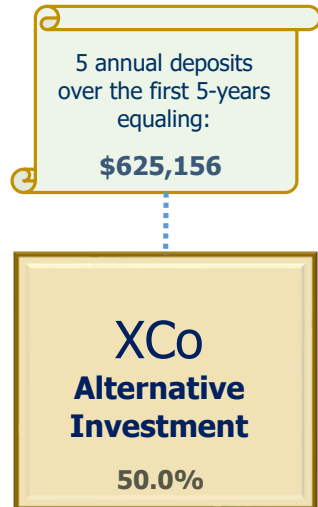 5 annual deposits
over the first 5-years
equaling:
$625,156
XCo
Alternative
Investment
50.0%